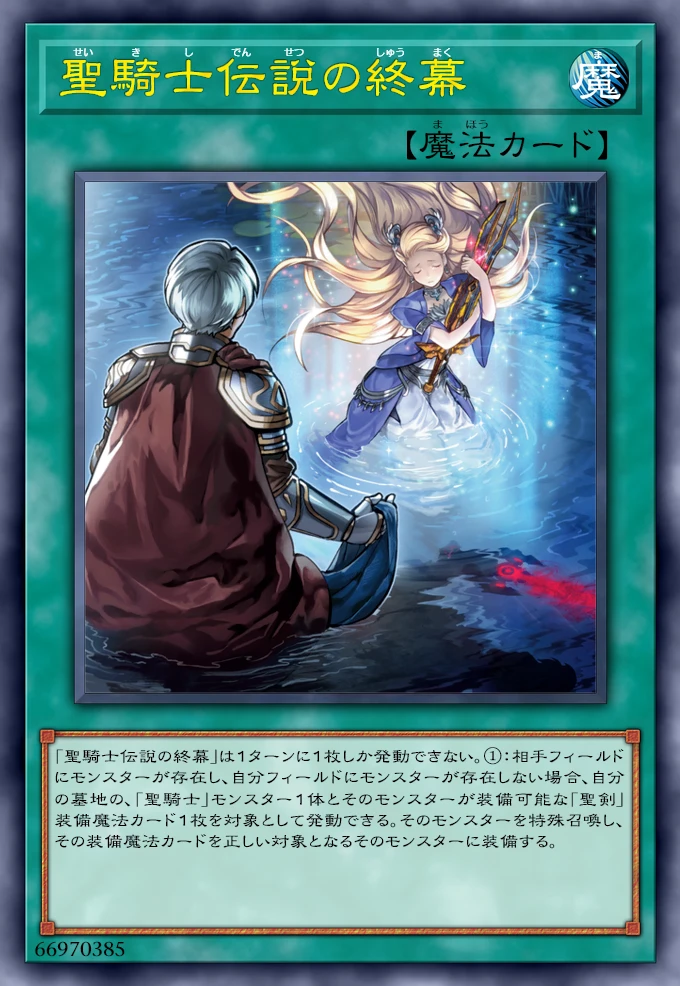 せいきしでんせつ しゅうまく
聖騎士伝説の終幕
ま
魔
まほう
【魔法カード】
「聖騎士伝説の終幕」は1ターンに1枚しか発動できない。①:相手フィールド
にモンスターが存在し、自分フィールドにモンスターが存在しない場合、自分
の墓地の、「聖騎士」モンスター1体とそのモンスターが装備可能な「聖剣」
装備魔法カード1枚を対象として発動できる。そのモンスターを特殊召喚し、
その装備魔法カードを正しい対象となるそのモンスターに装備する。
66970385